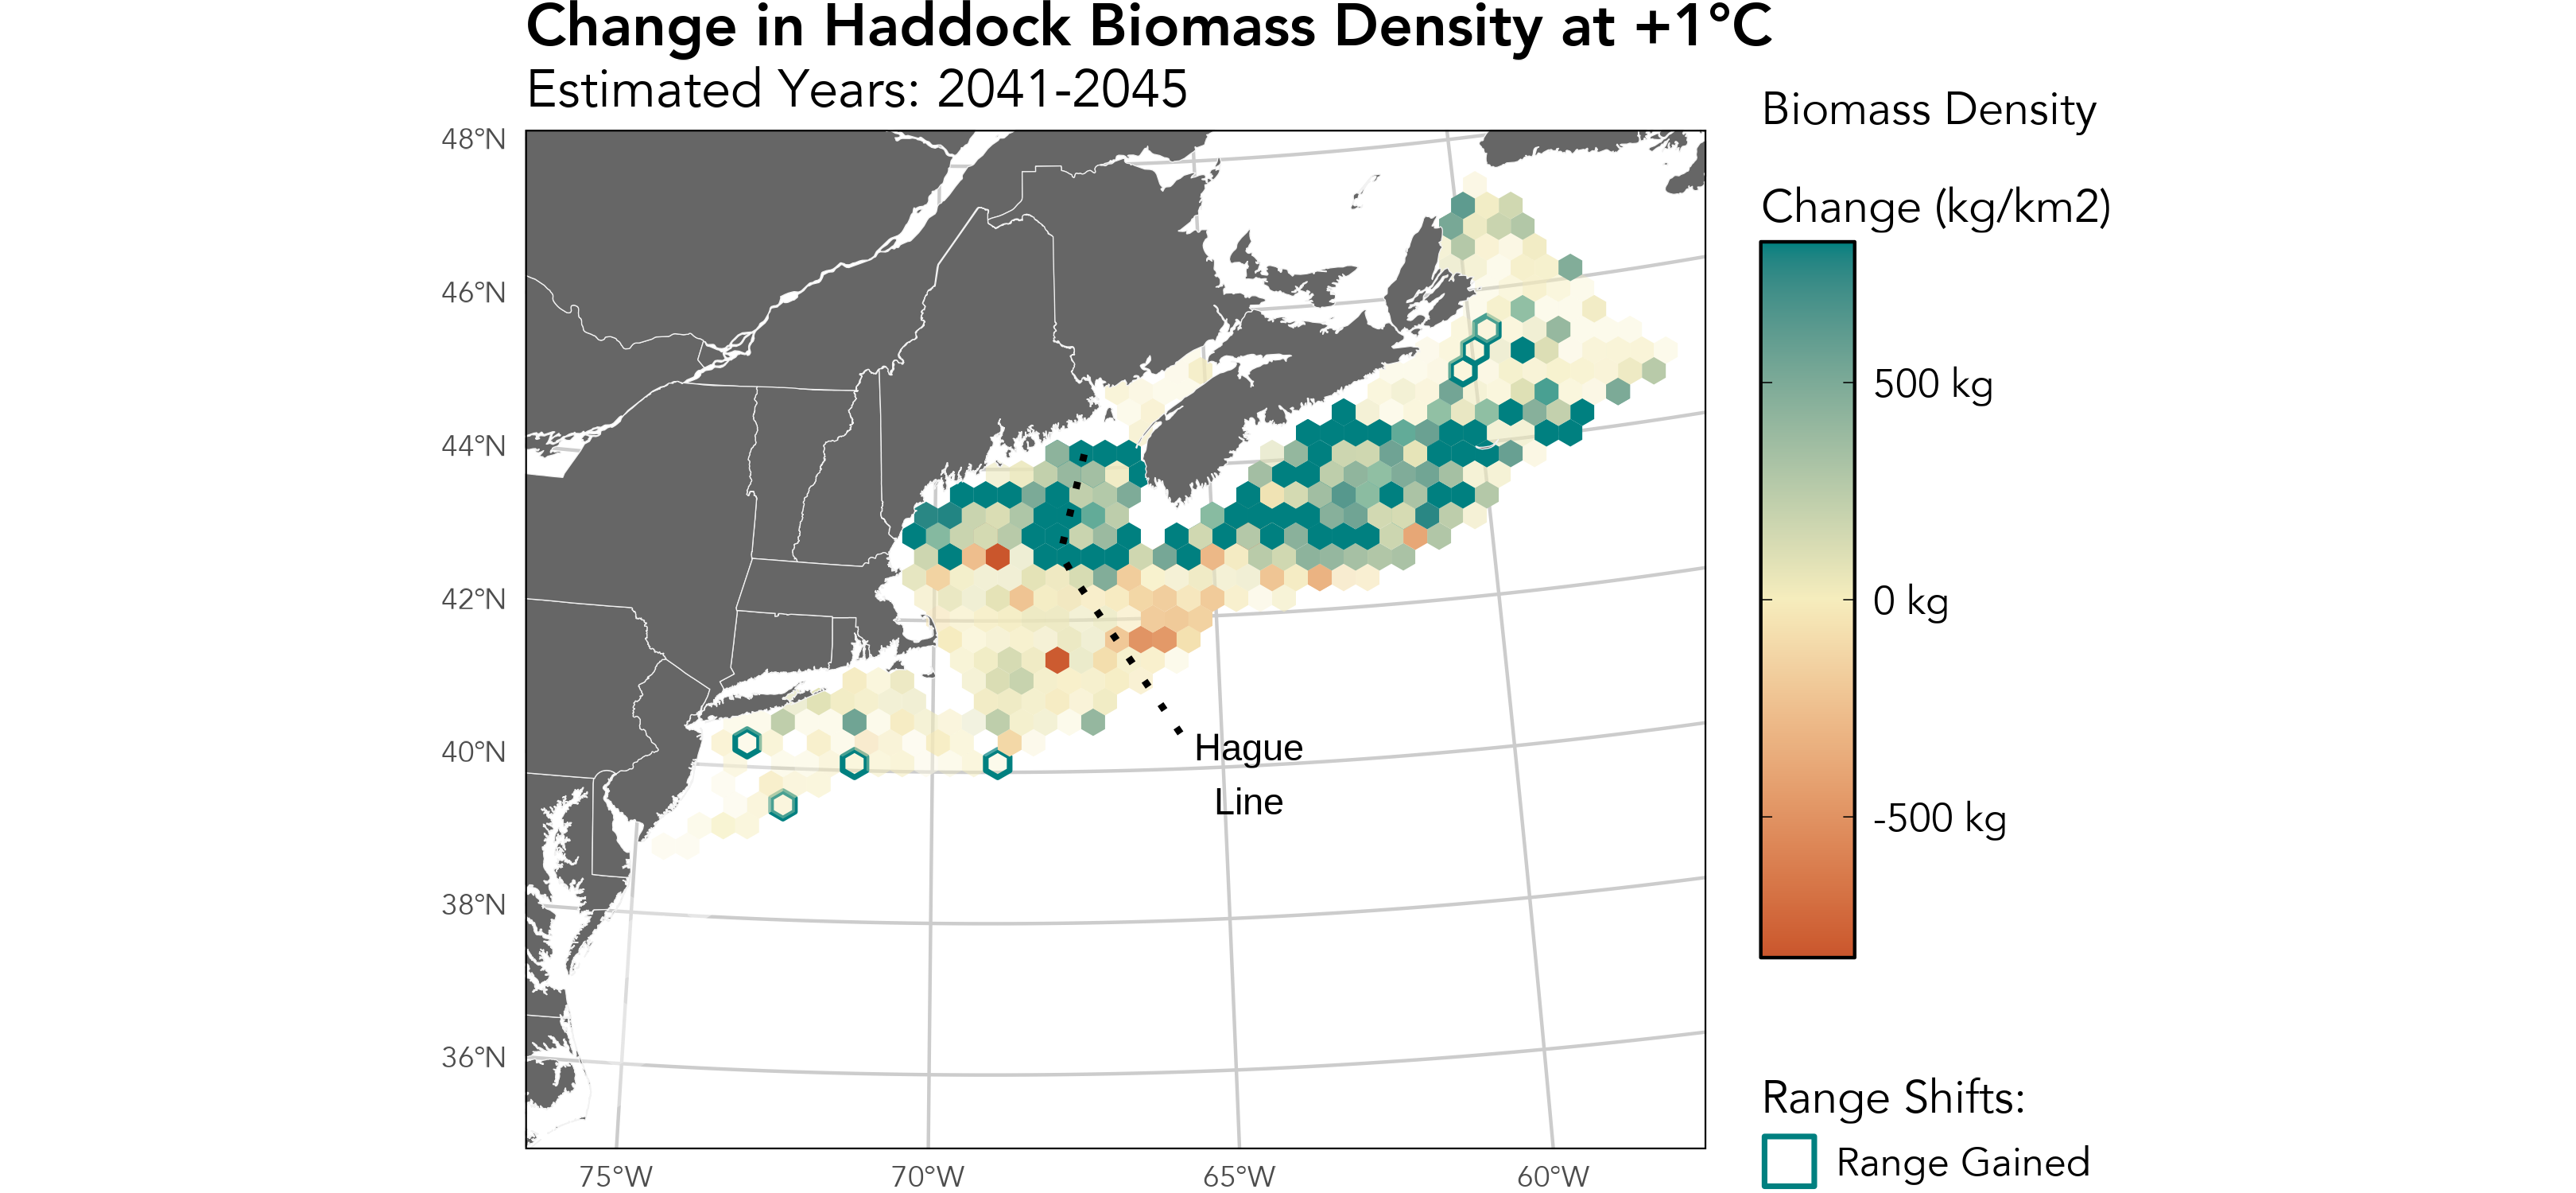 Change in Haddock Biomass Density at +1°C
Estimated Years: 2041-2045
Biomass Density
Change (kg/km2)
500 kg
0 kg
-500 kg
Range Shifts:
Range Gained
48°N
46°N
44°N
42°N
40°N
38°N
36°N
Hague
Line
75°W
70°W
65°W
60°W